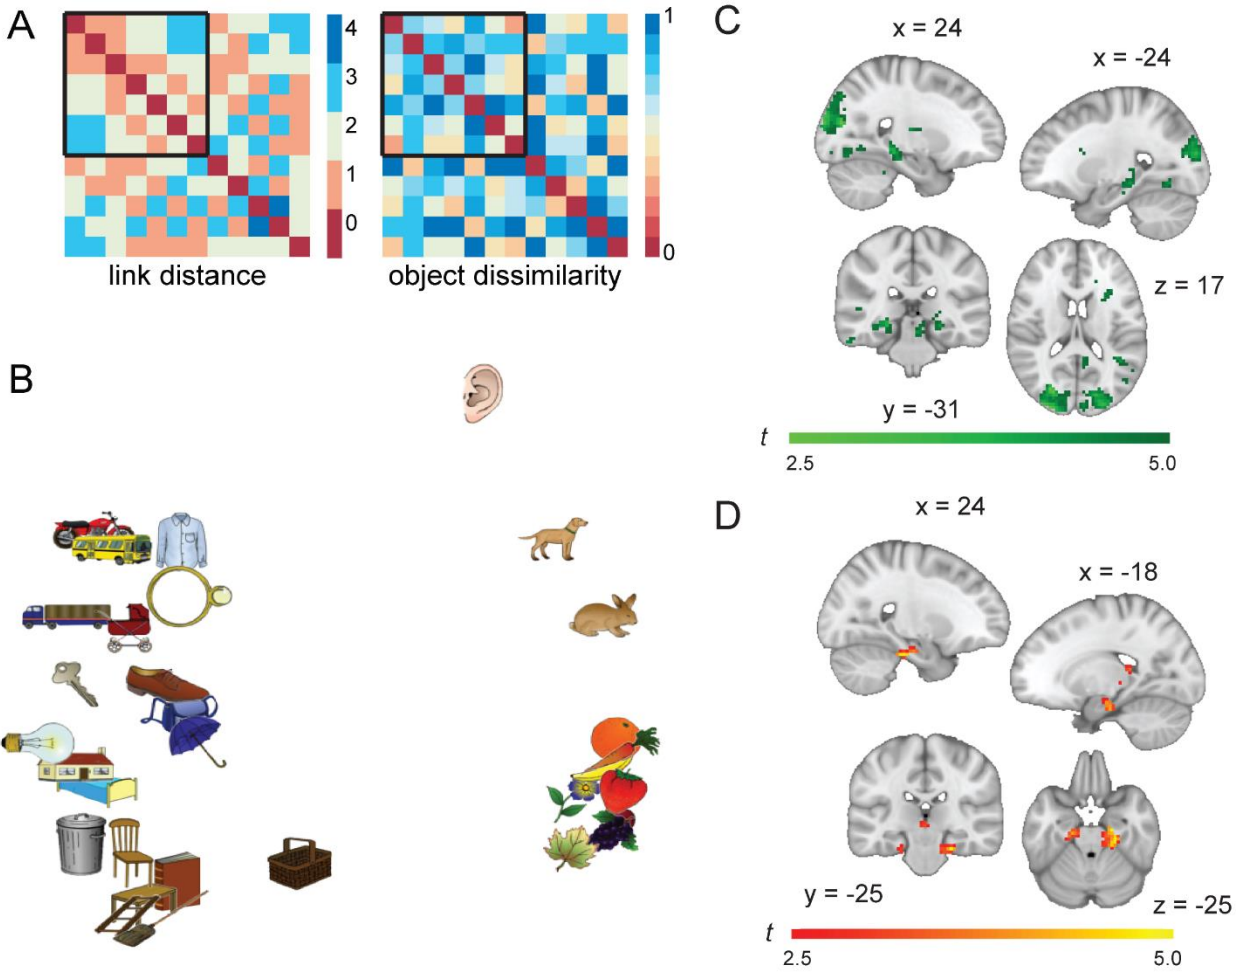 A
4
3
2
1
0
link distance
1
0
object dissimilarity
B
C
x = 24
x = -24
z = 17
y = -31
t
2.5
5.0
D
x = 24
x = -18
y = -25
z = -25
t
2.5
5.0